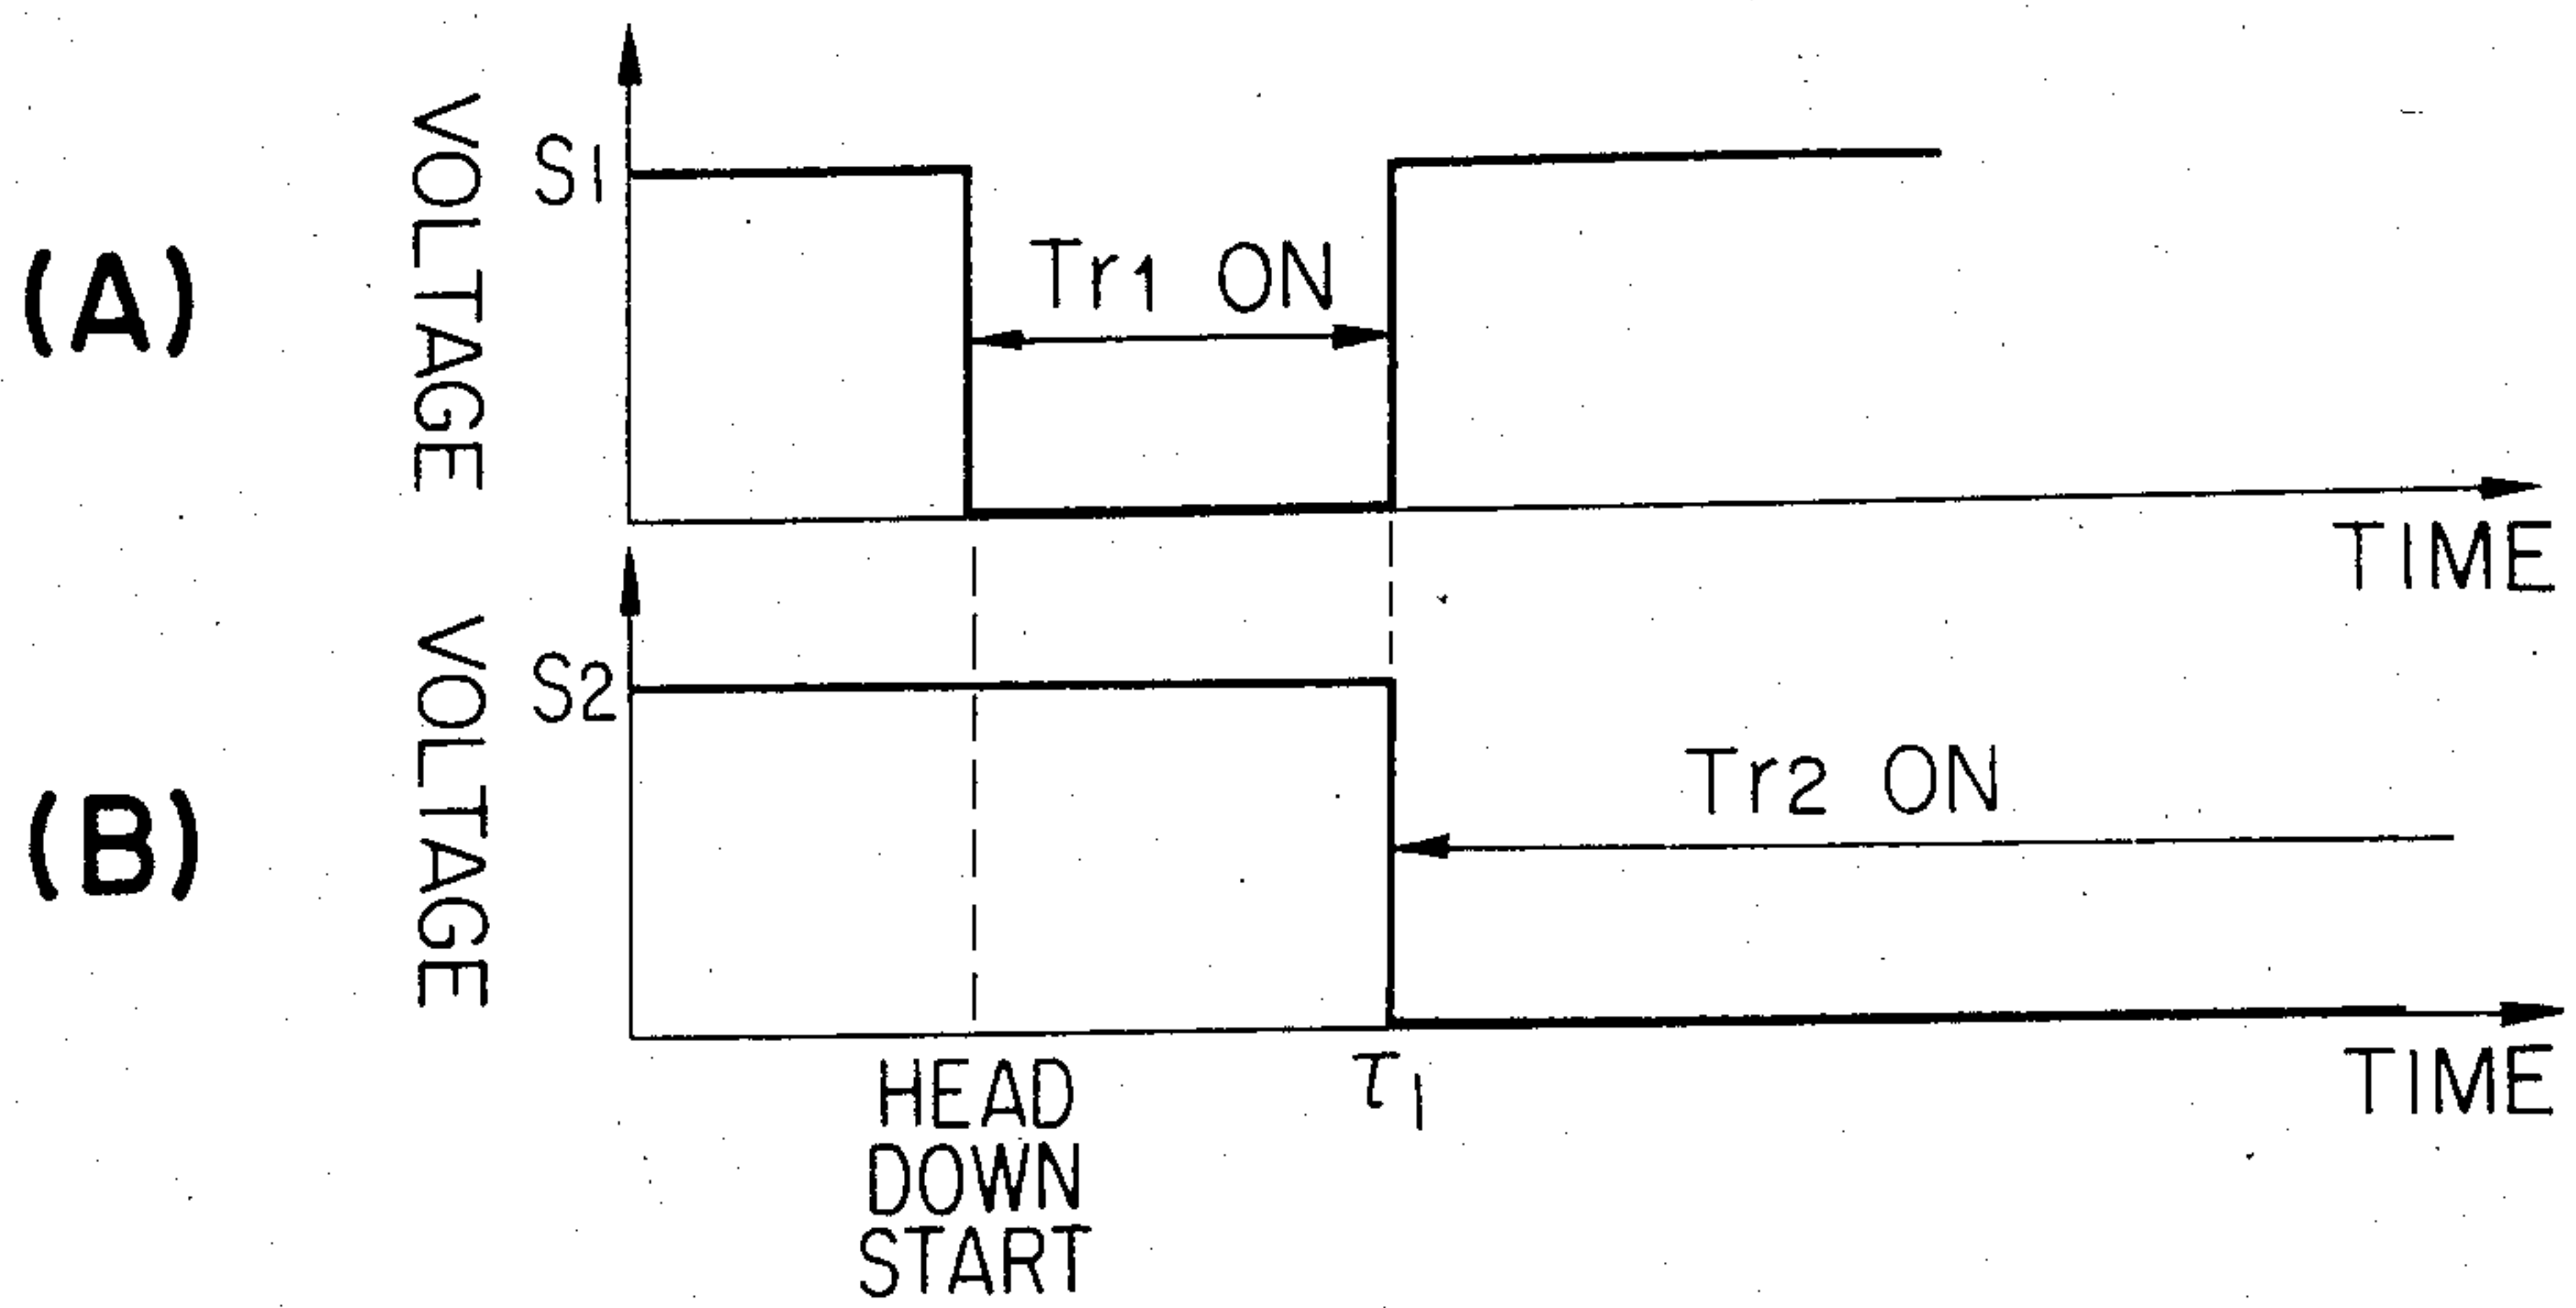 (A)
VOLTAGE
S1
Tr1 ON
TIME
(B)
VOLTAGE
S2
Tr2 ON
TIME
HEAD
DOWN
START
τ1